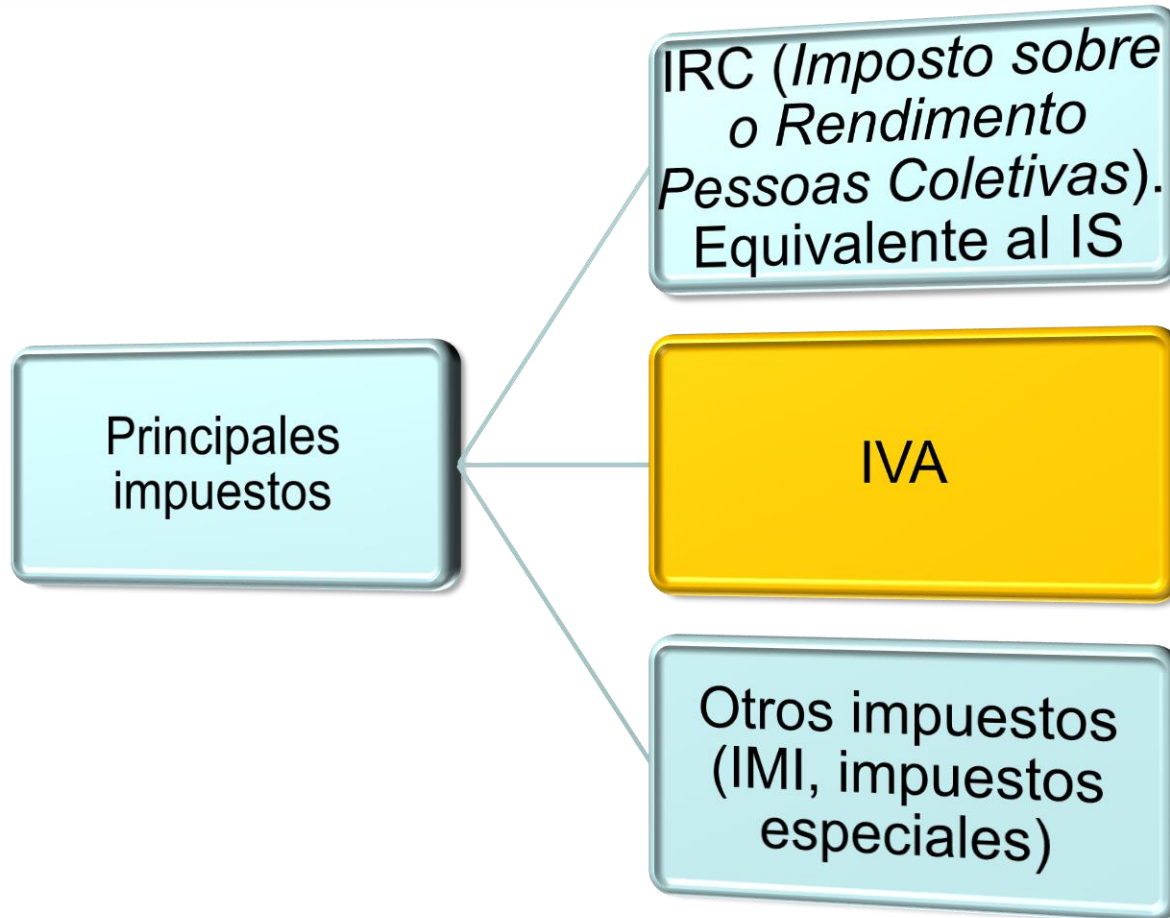 Principales
impuestos
IRC (Imposto sobre
o Rendimento
Pessoas Coletivas).
Equivalente al IS
IVA
Otros impuestos
(IMI, impuestos
especiales)